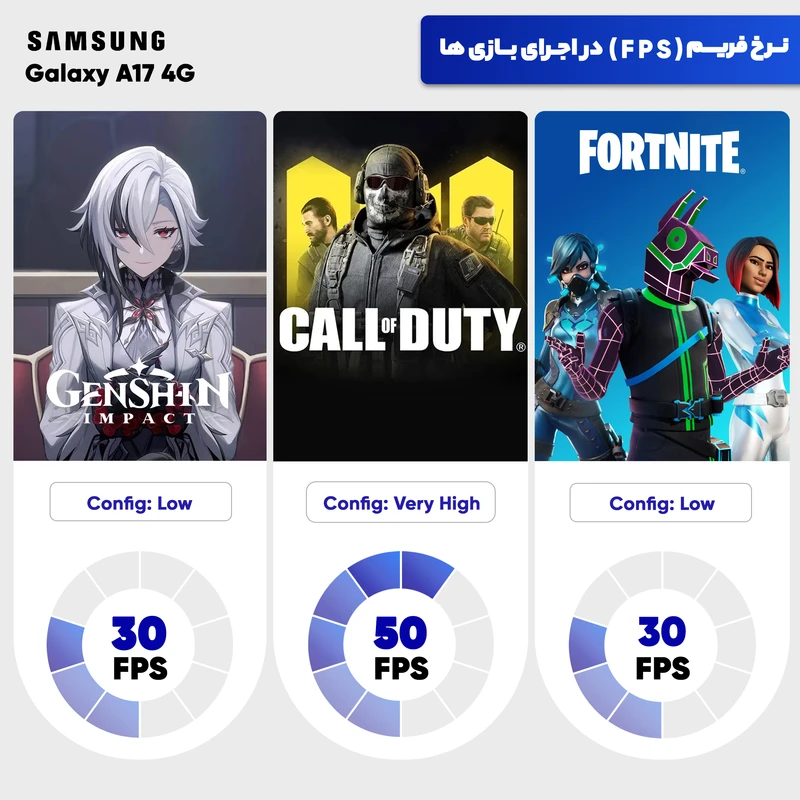 SAMSUNG
Galaxy A17 4G
نرخ فریم (FPS) در اجرای بازی ها
GENSHIN
IMPACT
CALL OF DUTY®
FORTNITE®
Config: Low
Config: Very High
Config: Low
30
FPS
50
FPS
30
FPS